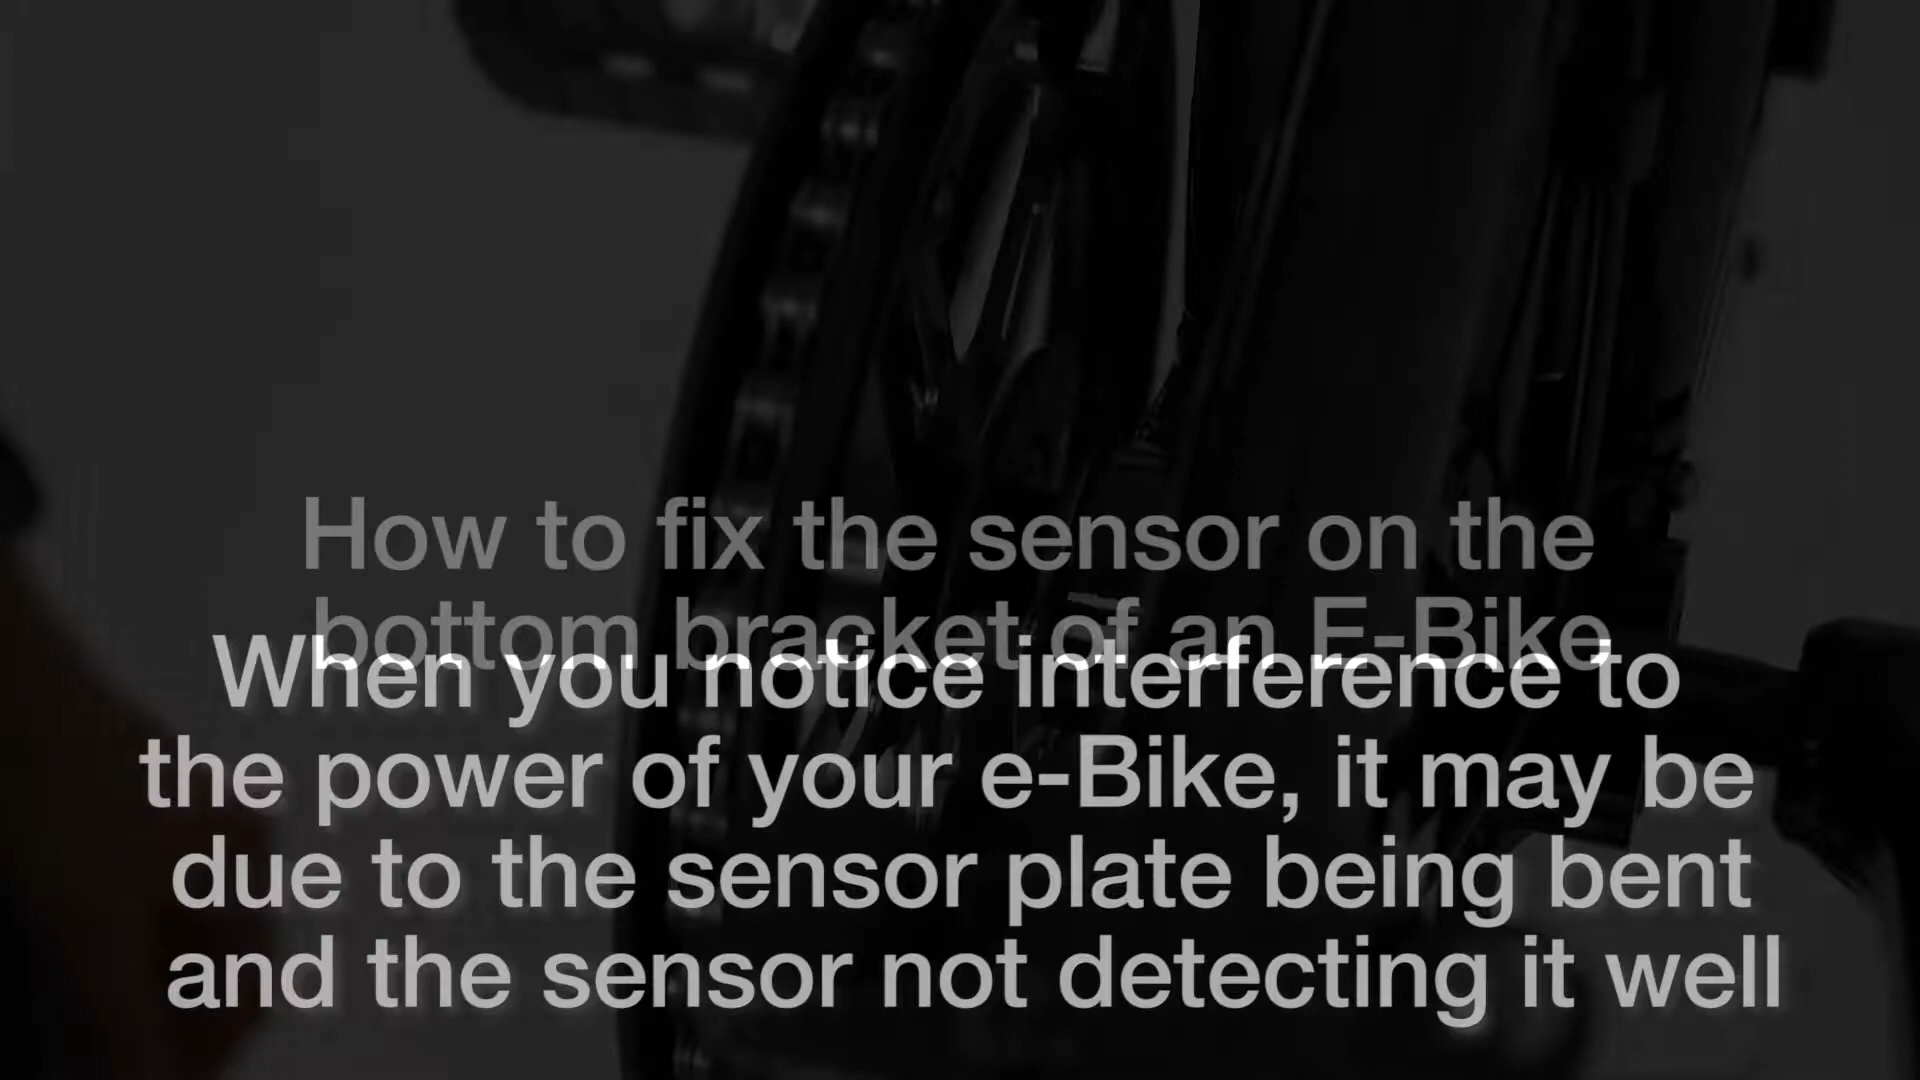 How to fix the sensor on the
bottom bracket of an E-Bike
When you notice interference to
the power of your e-Bike, it may be
due to the sensor plate being bent
and the sensor not detecting it well